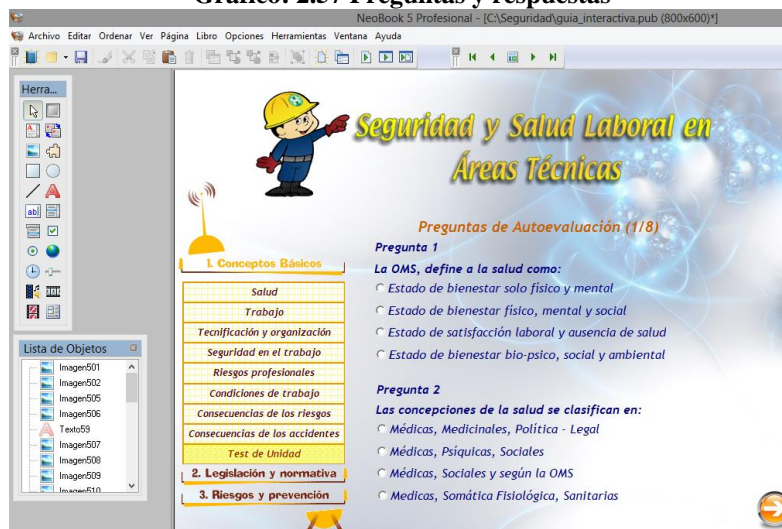 Gráfico: 2.37 Preguntas y respuestas
NeoBook 5 Profesional - [C:\Seguridad\guia_interactiva.pub (800x600)*]
Archivo Editar Ordenar Ver Página Libro Opciones Herramientas Ventana Ayuda
Herra...
A
ab|
Lista de Objetos
Imagen501
Imagen502
Imagen505
Imagen506
Texto59
Imagen507
Imagen508
Imagen509
Imagen510
Seguridad y Salud Laboral en
Áreas Técnicas
1. Conceptos Básicos
Salud
Trabajo
Tecnificación y organización
Seguridad en el trabajo
Riesgos profesionales
Condiciones de trabajo
Consecuencias de los riesgos
Consecuencias de los accidentes
Test de Unidad
2. Legislación y normativa
3. Riesgos y prevención
Preguntas de Autoevaluación (1/8)
Pregunta 1
La OMS, define a la salud como:
Estado de bienestar solo físico y mental
Estado de bienestar físico, mental y social
Estado de satisfacción laboral y ausencia de salud
Estado de bienestar bio-psico, social y ambiental
Pregunta 2
Las concepciones de la salud se clasifican en:
Médicas, Medicinales, Política - Legal
Médicas, Psíquicas, Sociales
Médicas, Sociales y según la OMS
Medicas, Somática Fisiológica, Sanitarias